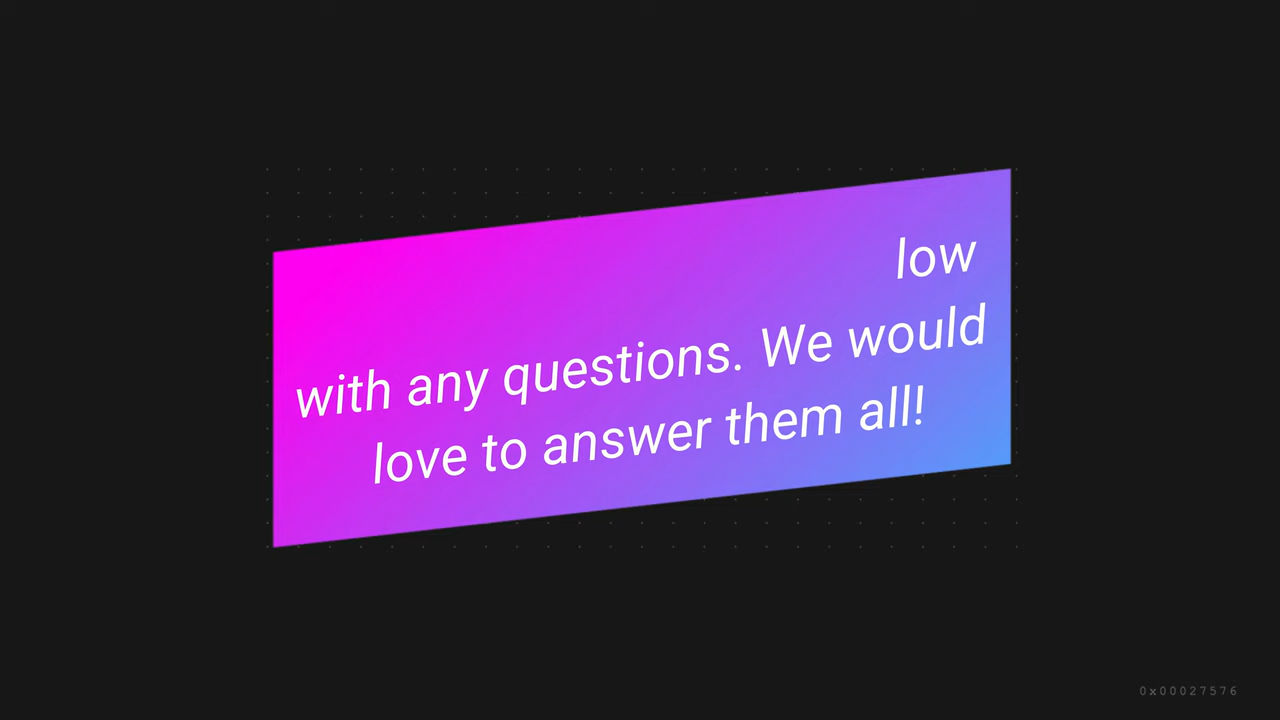 low
with any questions. We would
love to answer them all!
0x00027576